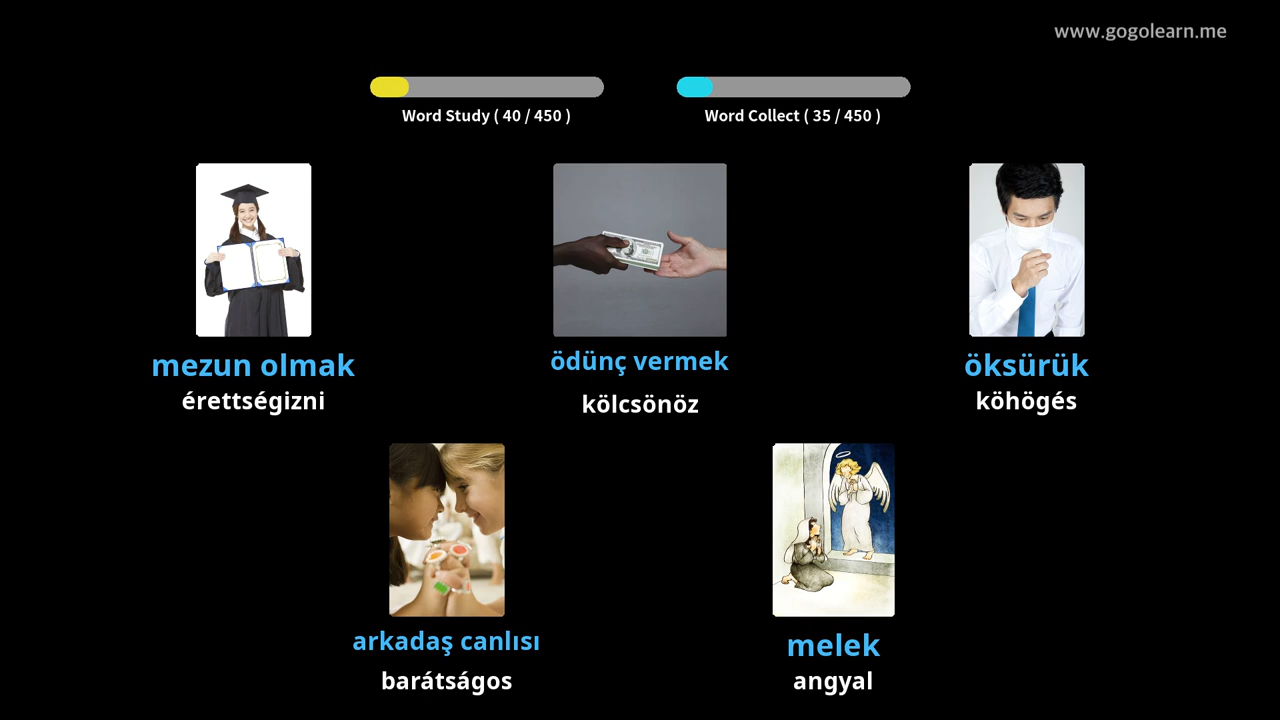 www.gogolearn.me
Word Study ( 40 / 450 )
Word Collect ( 35 / 450 )
mezun olmak
érettségizni
ödünç vermek
kölcsönöz
öksürük
köhögés
arkadaş canlısı
barátságos
melek
angyal